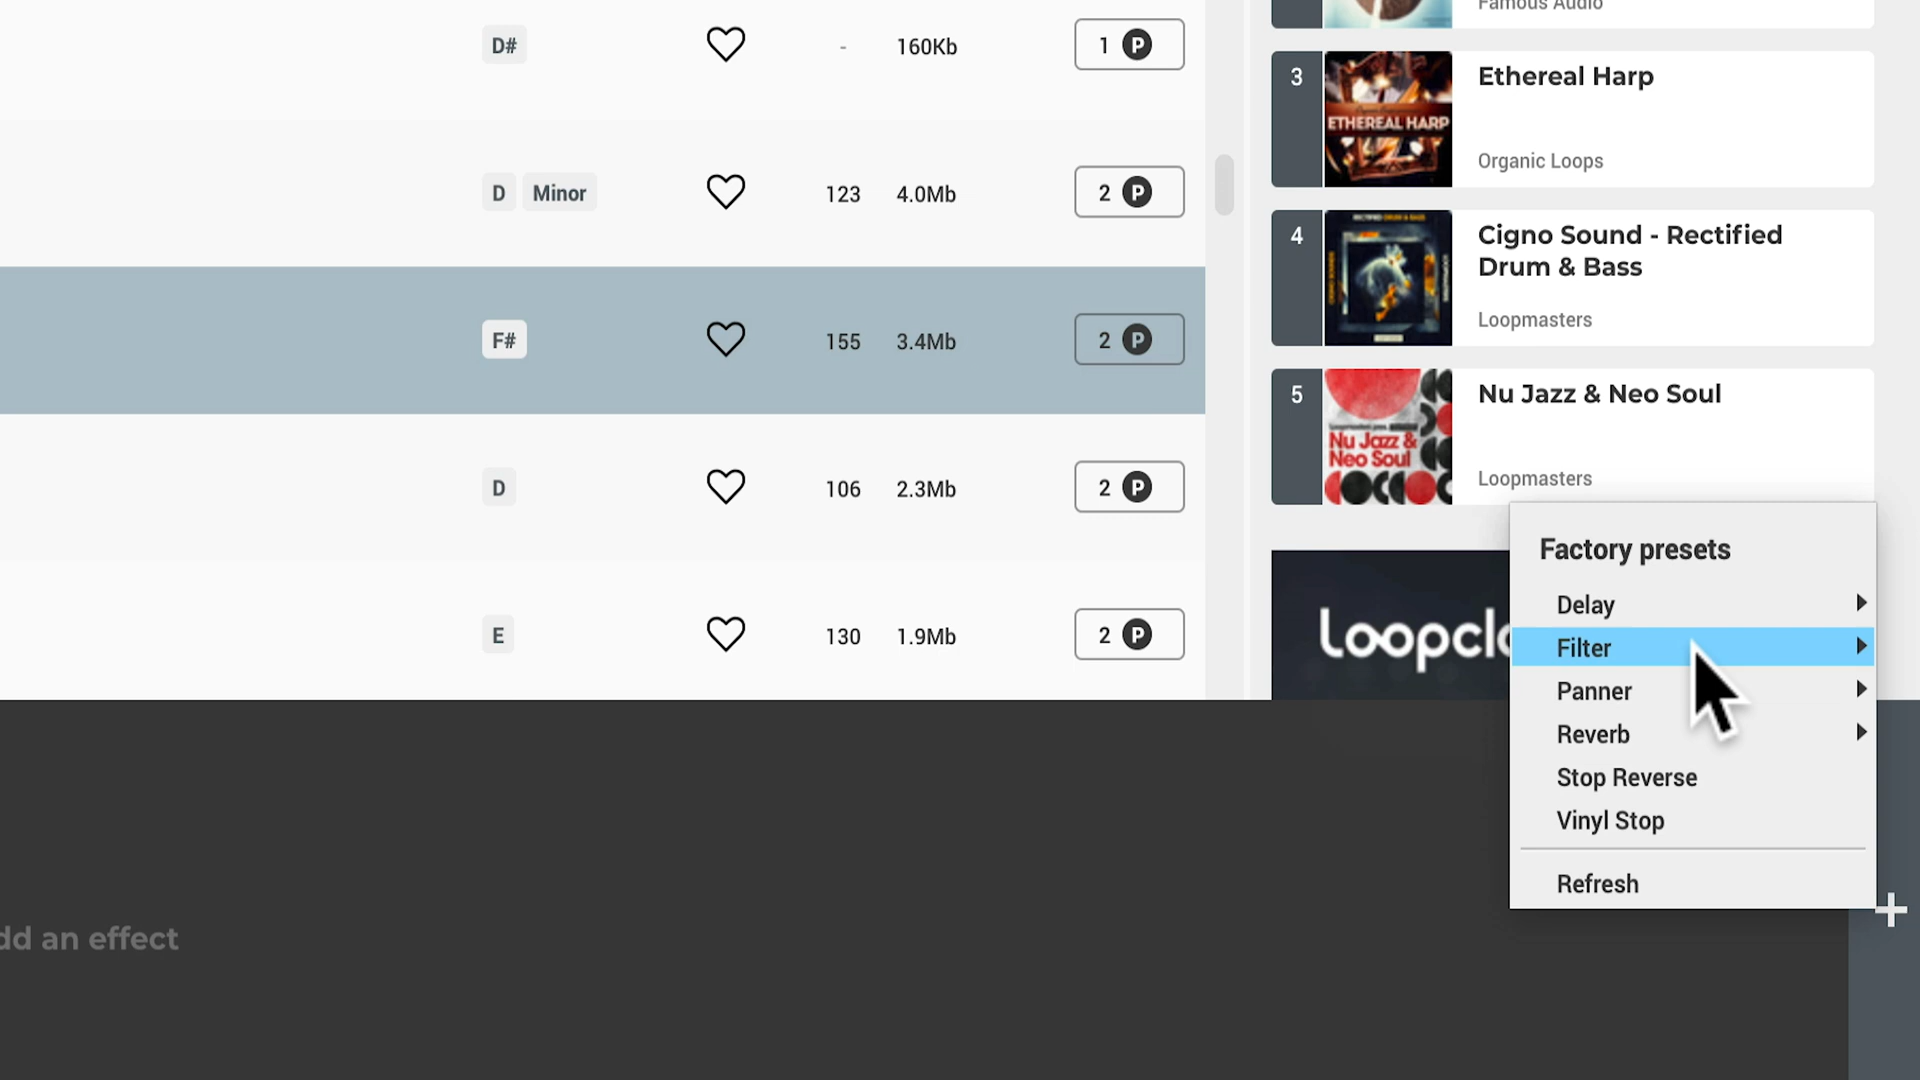 D# - 160Kb 1 P
D Minor 123 4.0Mb 2 P
F# 155 3.4Mb 2 P
D 106 2.3Mb 2 P
E 130 1.9Mb 2 P
Famous Audio
3 Ethereal Harp
ETHEREAL HARP
Organic Loops
4 Cigno Sound - Rectified
Drum & Bass
Loopmasters
5 Nu Jazz & Neo Soul
Nu Jazz &
Neo Soul
Loopmasters
Loopclo
Factory presets
Delay
Filter
Panner
Reverb
Stop Reverse
Vinyl Stop
Refresh
dd an effect
+